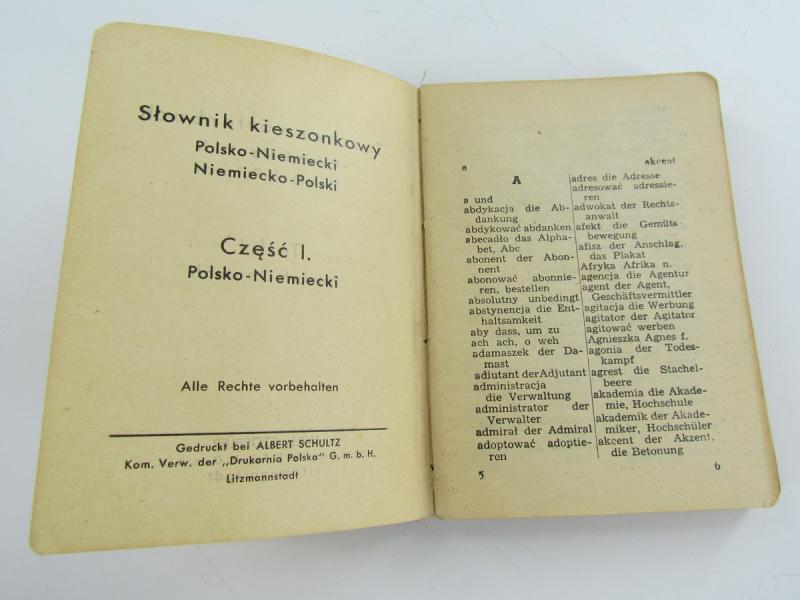 Słownik kieszonkowy
Polsko-Niemiecki
Niemiecko-Polski
Część I.
Polsko-Niemiecki
Alle Rechte vorbehalten
Gedruckt bei ALBERT SCHULTZ
Kom. Verw. der „Drukarnia Polska" G. m. b. H.
Litzmannstadt
a
akcent
A
a und
abdykacja die Ab-
dankung
abdykować abdanken
abecadło das Alpha-
bet, Abc
abonent der Abon-
nent
abonować abonnie-
ren, bestellen
absolutny unbedingt
abstynencja die Ent-
haltsamkeit
aby dass, um zu
ach ach, o weh
adamaszek der Da-
mast
adiutant der Adjutant
administracja
die Verwaltung
administrator der
Verwalter
admirał der Admiral
adoptować adoptie-
ren
5
adres die Adresse
adresować adressie-
ren
adwokat der Rechts-
anwalt
afekt die Gemüts
bewegung
afisz der Anschlag,
das Plakat
Afryka Afrika n.
agencja die Agentur
agent der Agent,
Geschäftsvermittler
agitacja die Werbung
agitator der Agitator
agitować werben
Agnieszka Agnes f.
agonia der Todes-
kampf
agrest die Stachel-
beere
akademia die Akade-
mie, Hochschule
akademik der Akade-
miker, Hochschüler
akcent der Akzent,
die Betonung
6